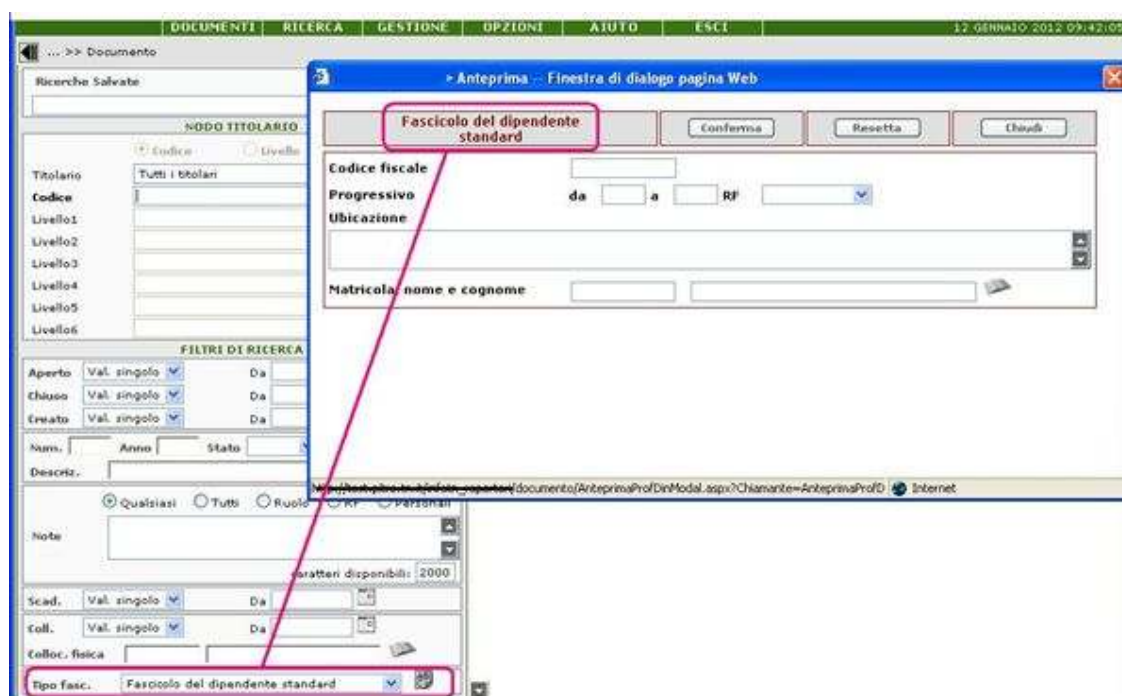 DOCUMENTI RICERCA GESTIONE OPZIONI AIUTO ESCI 12 GENNAIO 2012 09:42:05
... >> Documento
Ricerche Salvate
NODO TITOLARIO
Codice Livello
Titolario Tutti i titolari
Codice
Livello1
Livello2
Livello3
Livello4
Livello5
Livello6
FILTRI DI RICERCA
Aperto Val. singolo Da
Chiuso Val. singolo Da
Creato Val. singolo Da
Num. Anno Stato
Descriz.
Qualsiasi Tutti Ruolo RF Personali
Note
caratteri disponibili: 2000
Scad. Val. singolo Da
Coll. Val. singolo Da
Colloc. fisica
Tipo fasc. Fascicolo del dipendente standard
> Anteprima -- Finestra di dialogo pagina Web
Fascicolo del dipendente
standard
Conferma Resetta Chiudi
Codice fiscale
Progressivo da a RF
Ubicazione
Matricola, nome e cognome
/documento/AnteprimaProfDinModal.aspx?Chiamante=AnteprimaProfD Internet